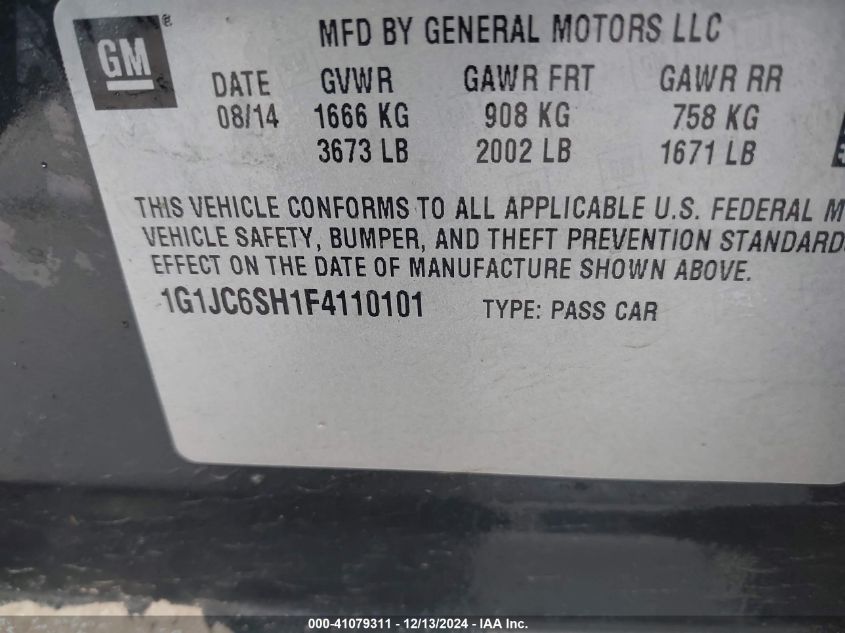 GM
®
MFD BY GENERAL MOTORS LLC
DATE GVWR GAWR FRT GAWR RR
08/14 1666 KG 908 KG 758 KG
3673 LB 2002 LB 1671 LB
THIS VEHICLE CONFORMS TO ALL APPLICABLE U.S. FEDERAL M
VEHICLE SAFETY, BUMPER, AND THEFT PREVENTION STANDARD
EFFECT ON THE DATE OF MANUFACTURE SHOWN ABOVE.
1G1JC6SH1F4110101 TYPE: PASS CAR
000-41079311 - 12/13/2024 - IAA Inc.